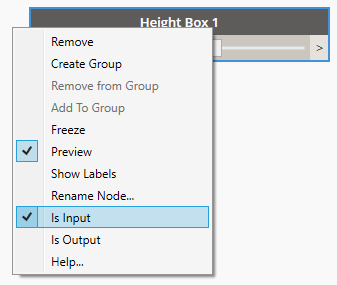 Height Box 1
>
Remove
Create Group
Remove from Group
Add To Group
Freeze
Preview
Show Labels
Rename Node...
Is Input
Is Output
Help...